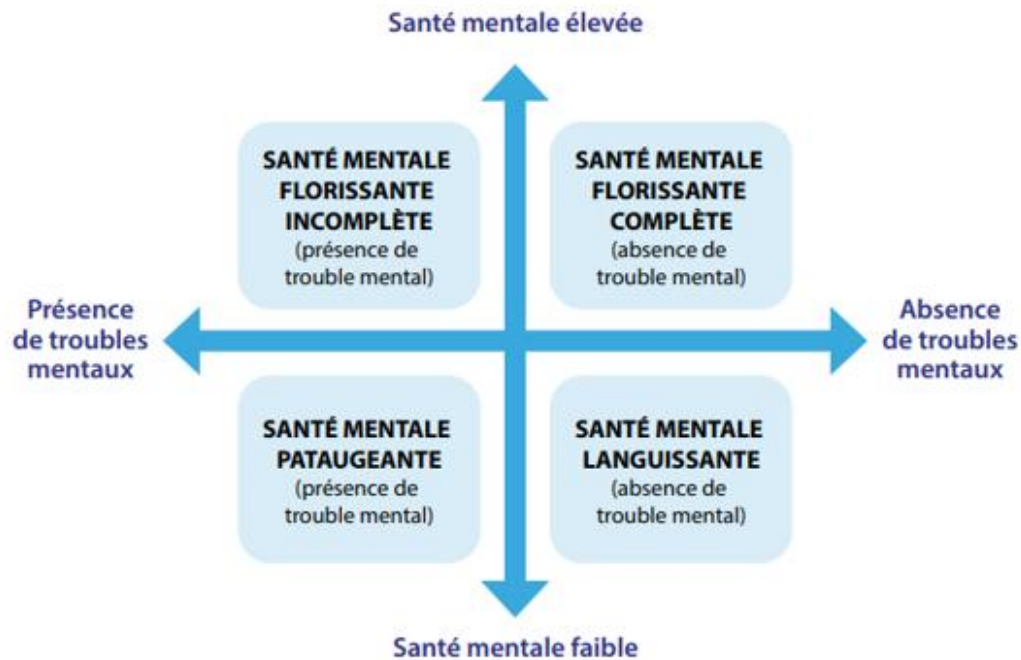 Santé mentale élevée
SANTÉ MENTALE
FLORISSANTE
INCOMPLÈTE
(présence de
trouble mental)
SANTÉ MENTALE
FLORISSANTE
COMPLÈTE
(absence de
trouble mental)
Présence
de troubles
mentaux
Absence
de troubles
mentaux
SANTÉ MENTALE
PATAUGEANTE
(présence de
trouble mental)
SANTÉ MENTALE
LANGUISSANTE
(absence de
trouble mental)
Santé mentale faible